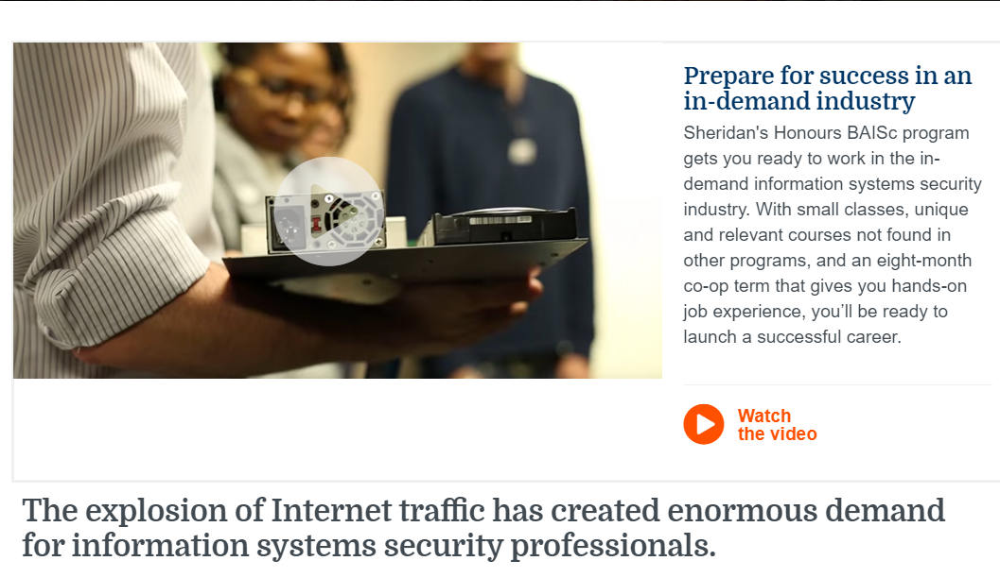 Prepare for success in an
in-demand industry
Sheridan's Honours BAISc program
gets you ready to work in the in-
demand information systems security
industry. With small classes, unique
and relevant courses not found in
other programs, and an eight-month
co-op term that gives you hands-on
job experience, you’ll be ready to
launch a successful career.
Watch
the video
The explosion of Internet traffic has created enormous demand
for information systems security professionals.